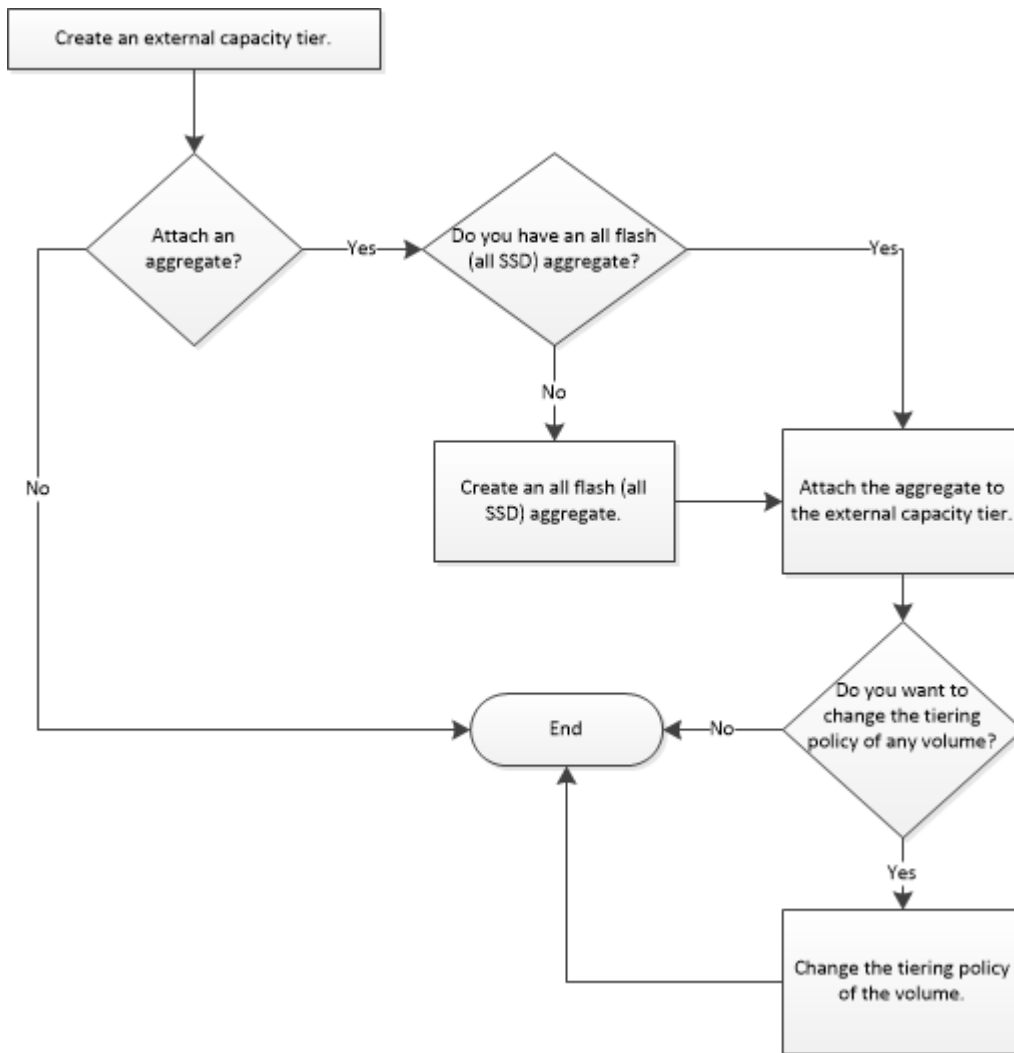 Create an external capacity tier.
Attach an
aggregate?
Yes
Do you have an all flash
(all SSD) aggregate?
Yes
No
No
Create an all flash (all
SSD) aggregate.
Attach the aggregate to
the external capacity tier.
Do you want to
change the tiering
policy of any volume?
No
End
Yes
Change the tiering policy
of the volume.